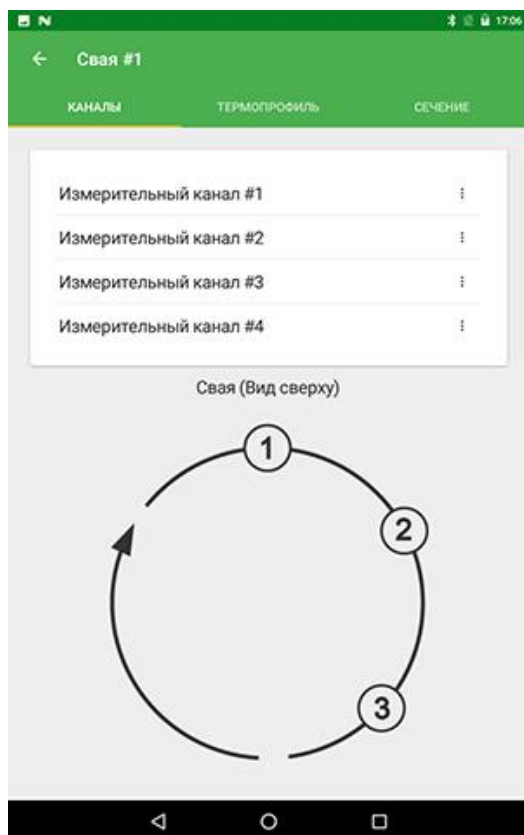 17:06
Свая #1
КАНАЛЫ ТЕРМОПРОФИЛЬ СЕЧЕНИЕ
Измерительный канал #1
Измерительный канал #2
Измерительный канал #3
Измерительный канал #4
Свая (Вид сверху)
1
2
3